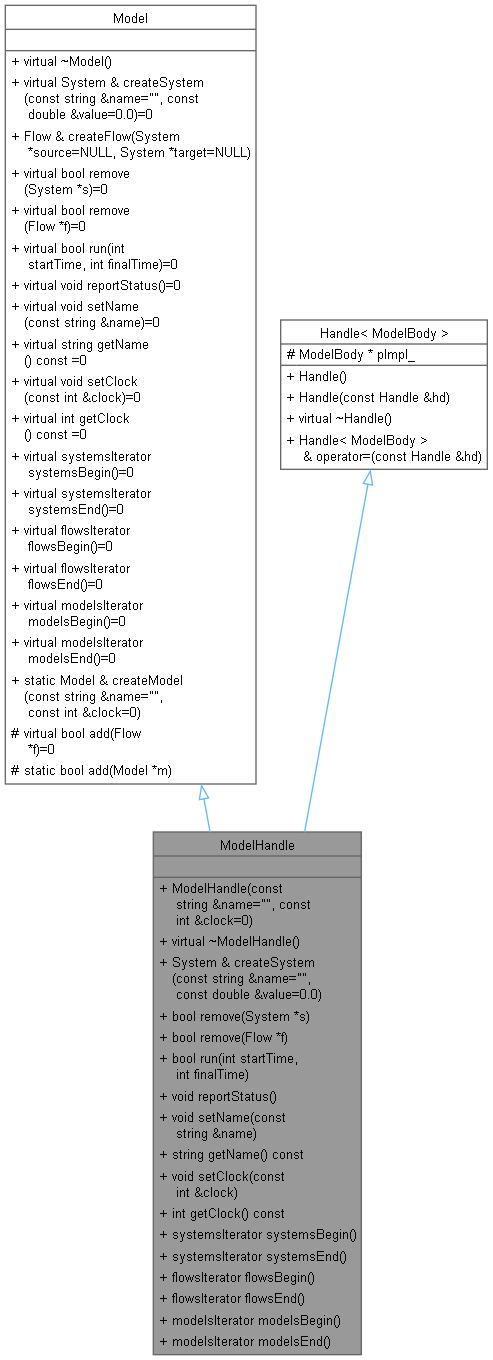 Model
+ virtual ~Model()
+ virtual System & createSystem
(const string &name="", const
double &value=0.0)=0
+ Flow & createFlow(System
*source=NULL, System *target=NULL)
+ virtual bool remove
(System *s)=0
+ virtual bool remove
(Flow *f)=0
+ virtual bool run(int
startTime, int finalTime)=0
+ virtual void reportStatus()=0
+ virtual void setName
(const string &name)=0
+ virtual string getName
() const =0
+ virtual void setClock
(const int &clock)=0
+ virtual int getClock
() const =0
+ virtual systemsIterator
systemsBegin()=0
+ virtual systemsIterator
systemsEnd()=0
+ virtual flowsIterator
flowsBegin()=0
+ virtual flowsIterator
flowsEnd()=0
+ virtual modelsIterator
modelsBegin()=0
+ virtual modelsIterator
modelsEnd()=0
+ static Model & createModel
(const string &name="",
const int &clock=0)
# virtual bool add(Flow
*f)=0
# static bool add(Model *m)
Handle< ModelBody >
# ModelBody * pImpl_
+ Handle()
+ Handle(const Handle &hd)
+ virtual ~Handle()
+ Handle< ModelBody >
& operator=(const Handle &hd)
ModelHandle
+ ModelHandle(const
string &name="", const
int &clock=0)
+ virtual ~ModelHandle()
+ System & createSystem
(const string &name="",
const double &value=0.0)
+ bool remove(System *s)
+ bool remove(Flow *f)
+ bool run(int startTime,
int finalTime)
+ void reportStatus()
+ void setName(const
string &name)
+ string getName() const
+ void setClock(const
int &clock)
+ int getClock() const
+ systemsIterator systemsBegin()
+ systemsIterator systemsEnd()
+ flowsIterator flowsBegin()
+ flowsIterator flowsEnd()
+ modelsIterator modelsBegin()
+ modelsIterator modelsEnd()